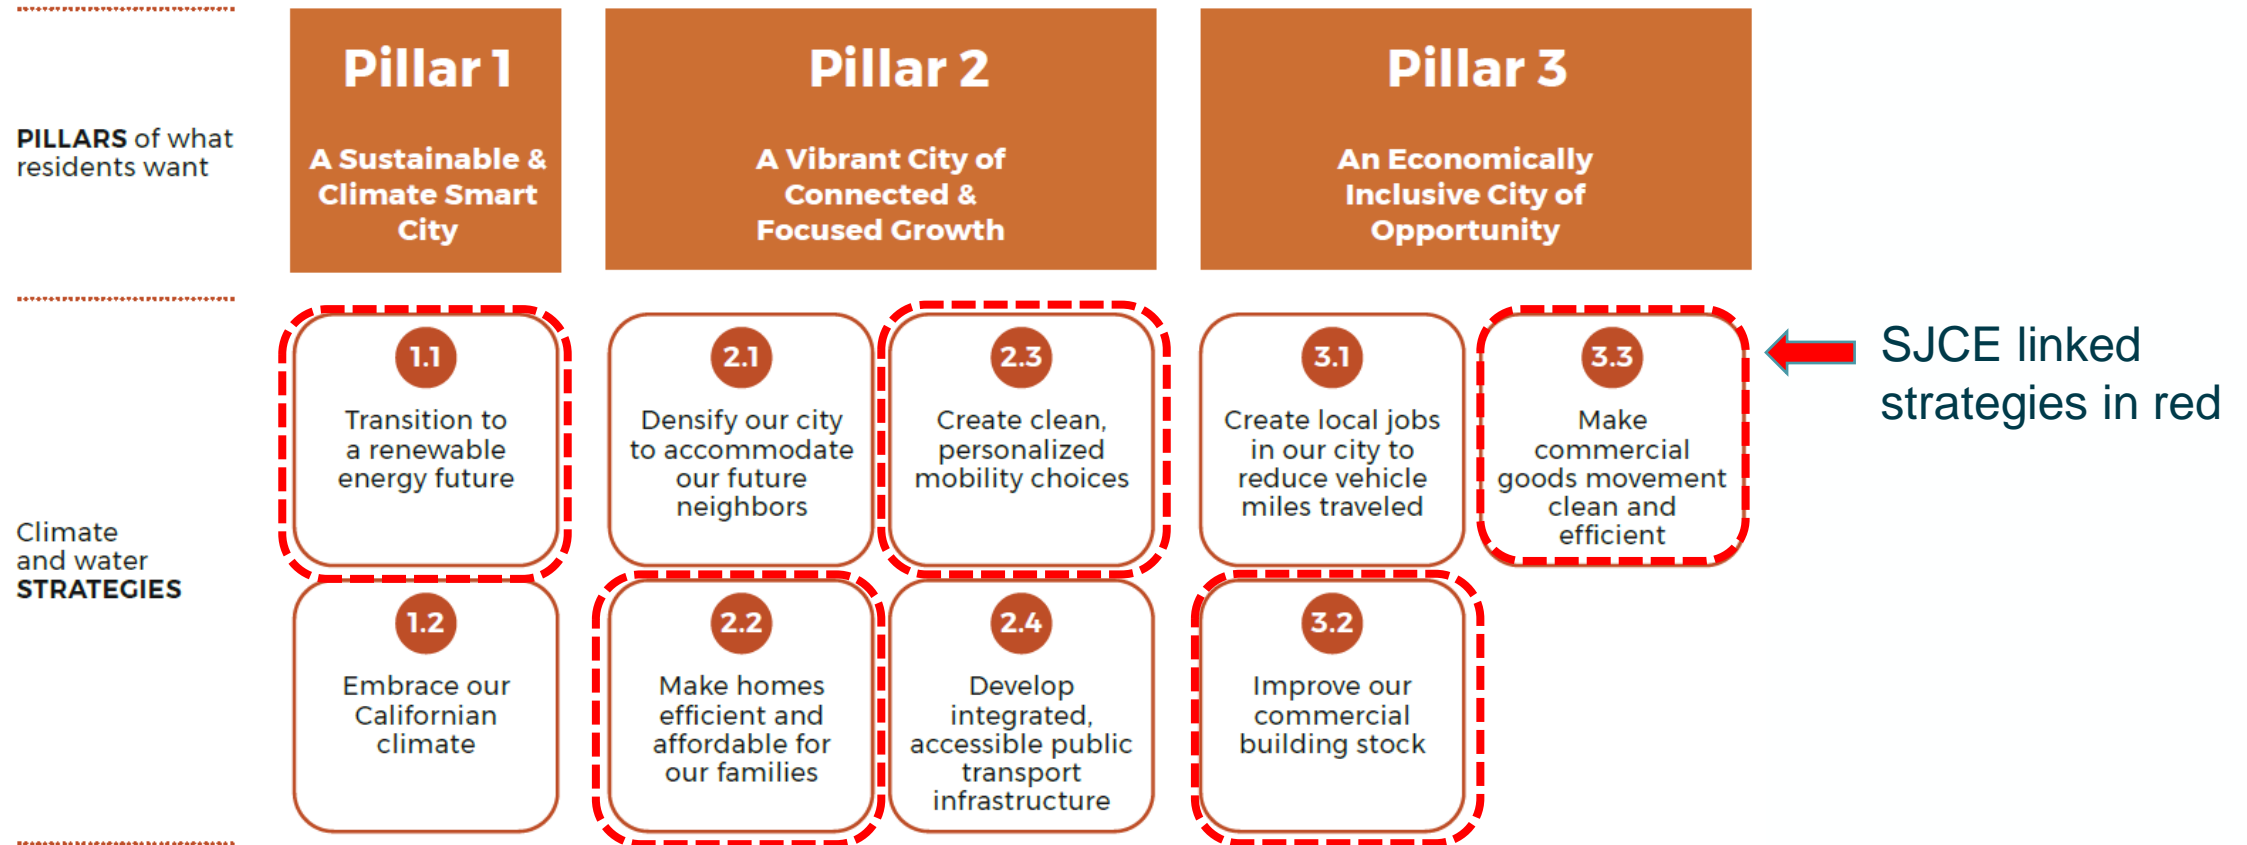 PILLARS of what
residents want
Pillar 1
A Sustainable &
Climate Smart
City
Pillar 2
A Vibrant City of
Connected &
Focused Growth
Pillar 3
An Economically
Inclusive City of
Opportunity
Climate
and water
STRATEGIES
1.1
Transition to
a renewable
energy future
1.2
Embrace our
Californian
climate
2.1
Densify our city
to accommodate
our future
neighbors
2.2
Make homes
efficient and
affordable for
our families
2.3
Create clean,
personalized
mobility choices
2.4
Develop
integrated,
accessible public
transport
infrastructure
3.1
Create local jobs
in our city to
reduce vehicle
miles traveled
3.2
Improve our
commercial
building stock
3.3
Make
commercial
goods movement
clean and
efficient
SJCE linked
strategies in red